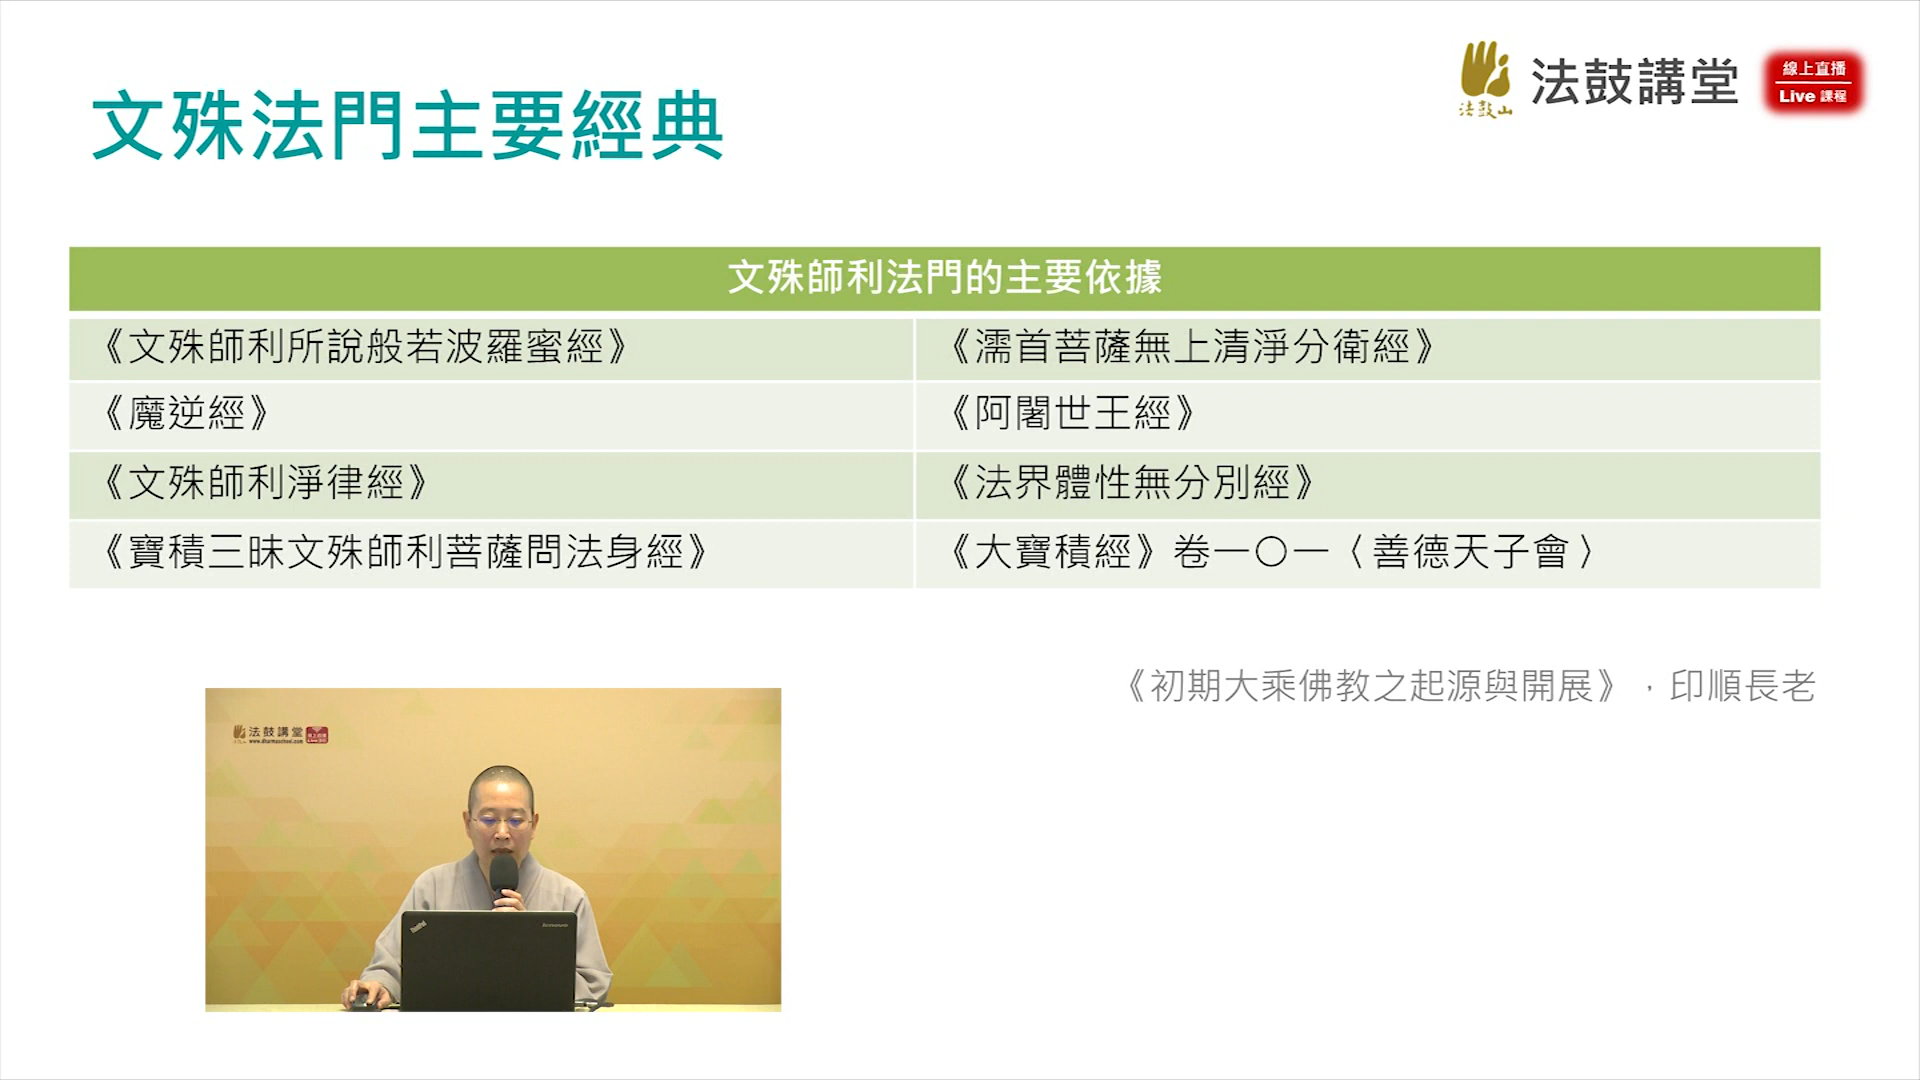 法鼓山
法鼓講堂
線上直播
Live 課程
文殊法門主要經典
文殊師利法門的主要依據
《文殊師利所說般若波羅蜜經》
《濡首菩薩無上清淨分衛經》
《魔逆經》
《阿闍世王經》
《文殊師利淨律經》
《法界體性無分別經》
《寶積三昧文殊師利菩薩問法身經》
《大寶積經》卷一〇一〈善德天子會〉
《初期大乘佛教之起源與開展》，印順長老
法鼓講堂
www.dharmaschool.com
ThinkPad
lenovo